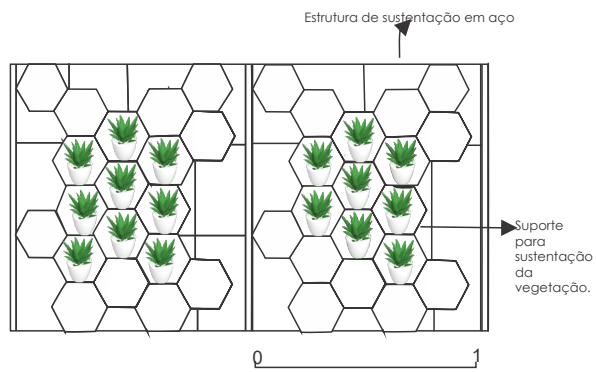 Estrutura de sustentação em aço
Suporte
para
sustentação
da
vegetação.
0 1